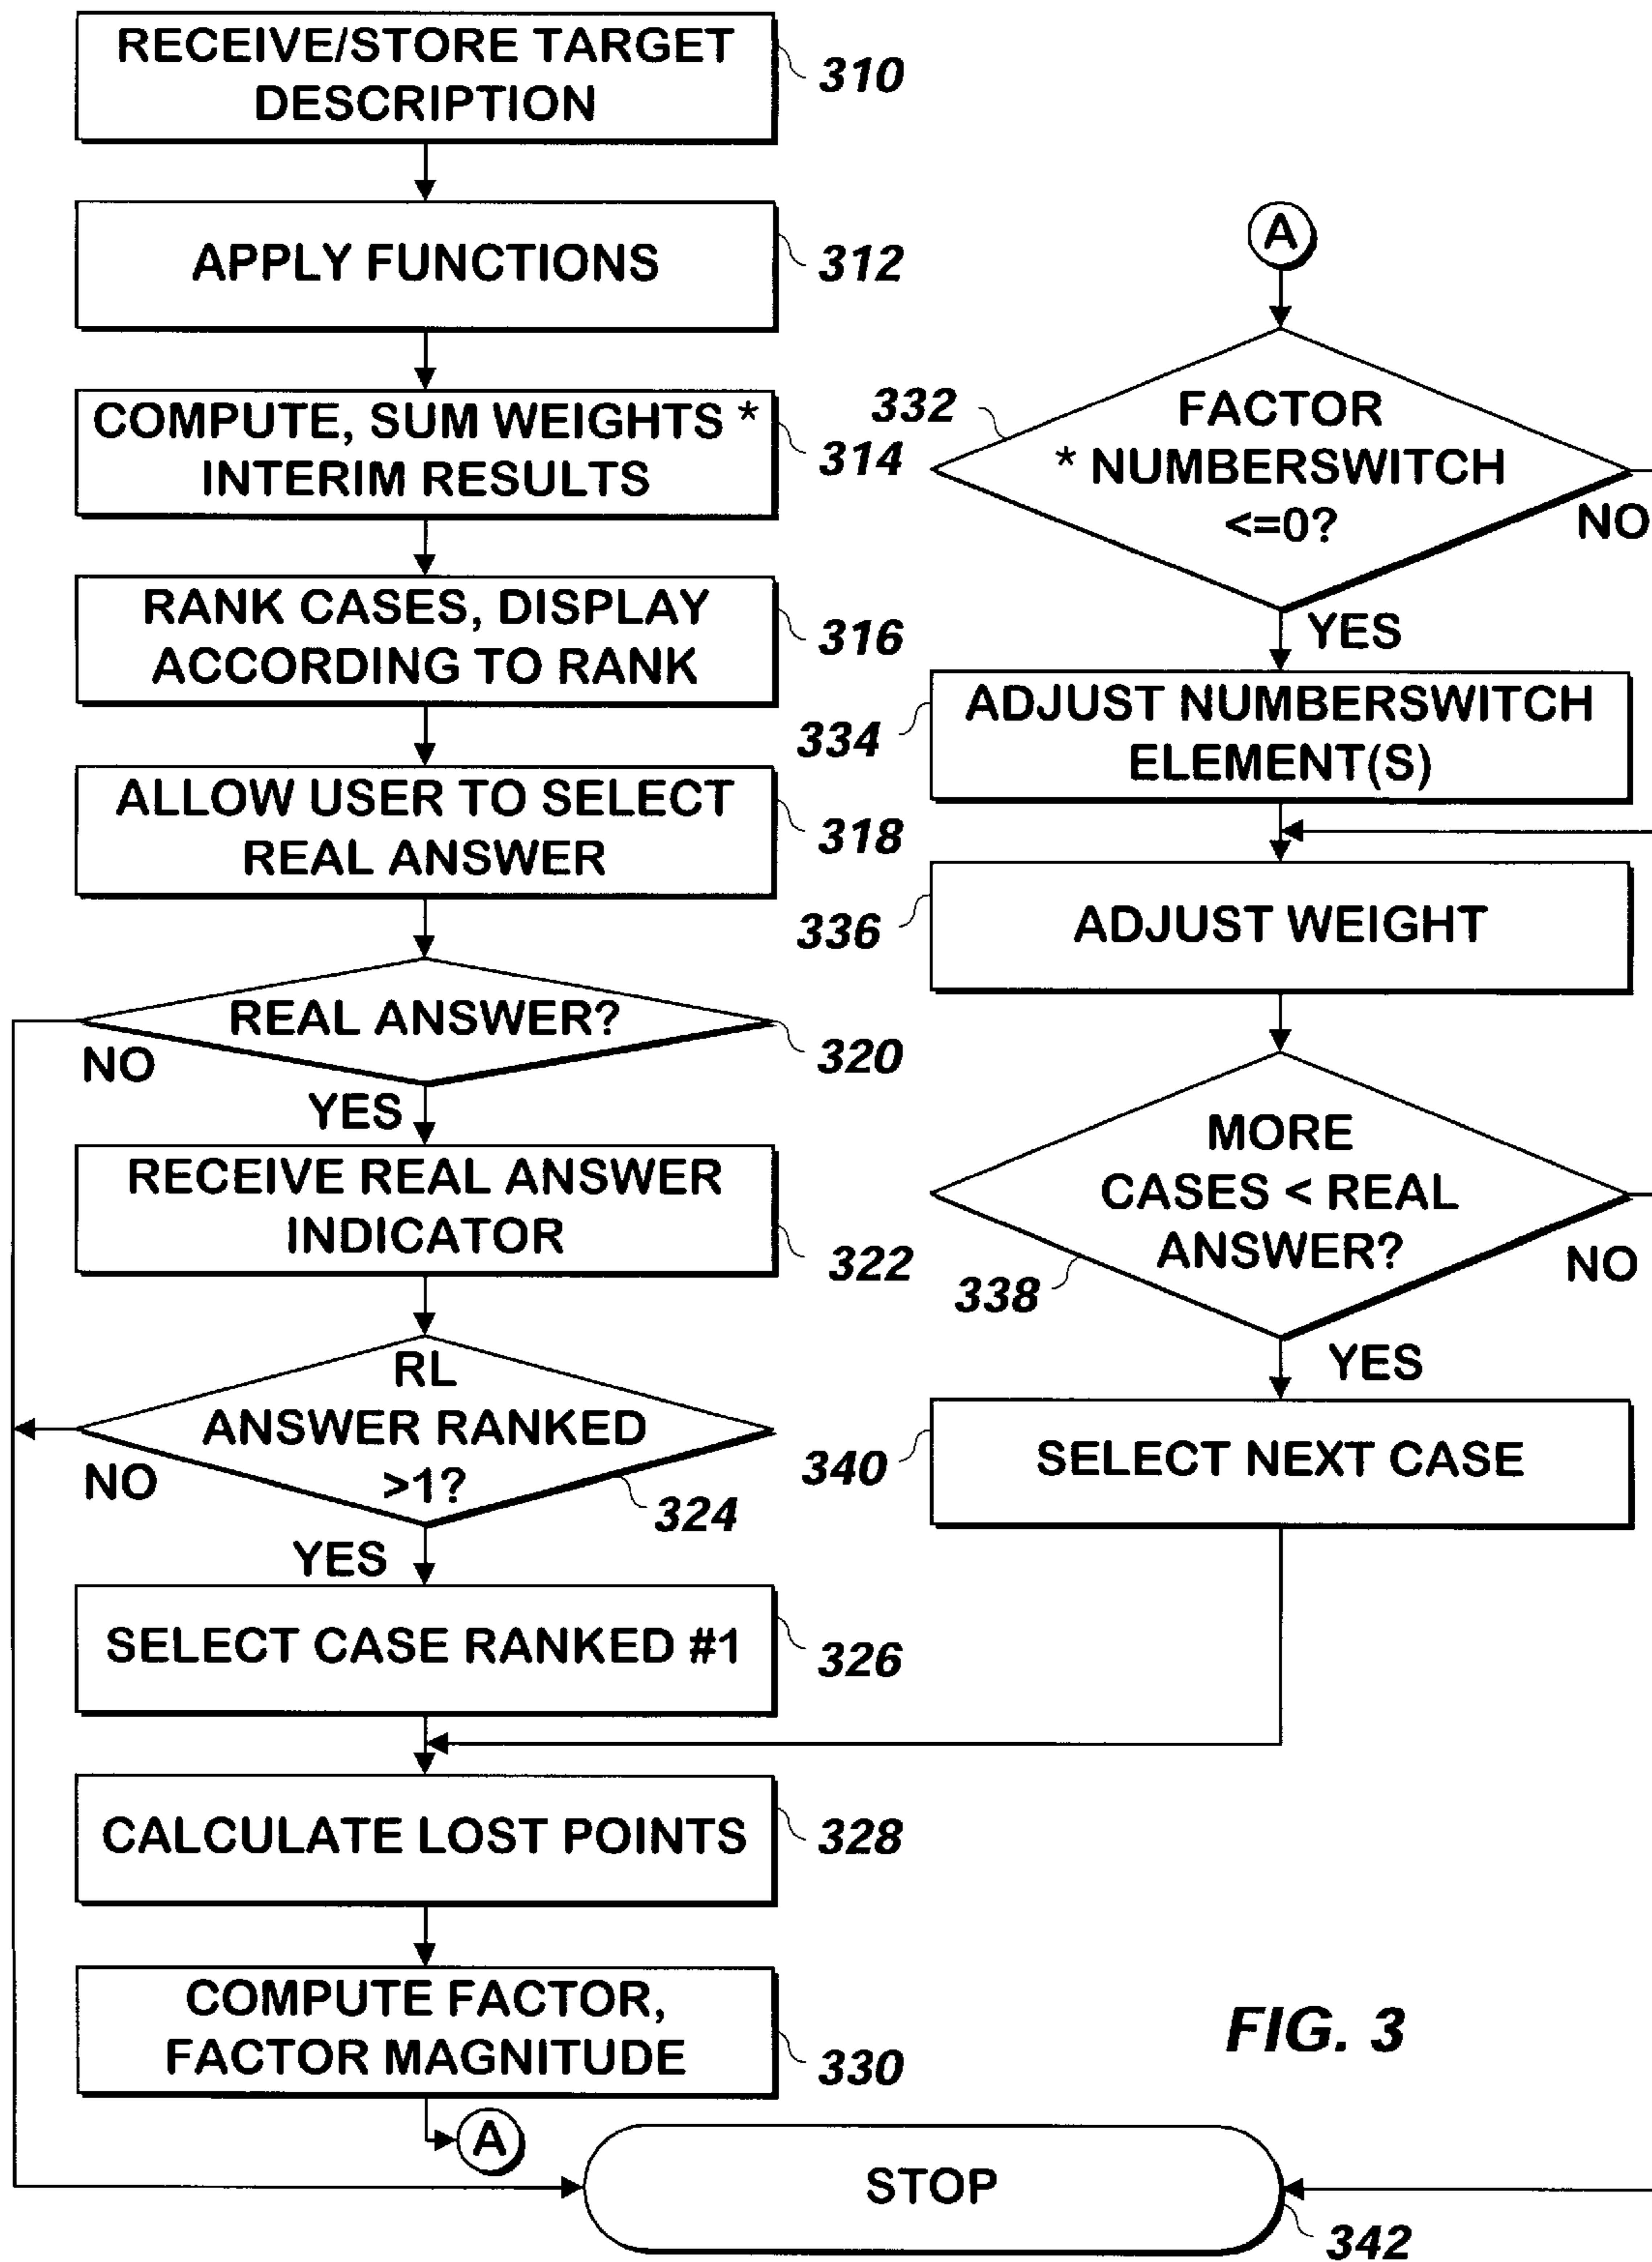 RECEIVE/STORE TARGET
DESCRIPTION
310
APPLY FUNCTIONS
312
COMPUTE, SUM WEIGHTS *
INTERIM RESULTS
314
RANK CASES, DISPLAY
ACCORDING TO RANK
316
ALLOW USER TO SELECT
REAL ANSWER
318
REAL ANSWER?
320
NO
YES
RECEIVE REAL ANSWER
INDICATOR
322
RL
ANSWER RANKED
>1?
324
NO
YES
SELECT CASE RANKED #1
326
CALCULATE LOST POINTS
328
COMPUTE FACTOR,
FACTOR MAGNITUDE
330
A
A
332
FACTOR
* NUMBERSWITCH
<=0?
NO
YES
ADJUST NUMBERSWITCH
ELEMENT(S)
334
ADJUST WEIGHT
336
MORE
CASES < REAL
ANSWER?
338
NO
YES
SELECT NEXT CASE
340
FIG. 3
STOP
342